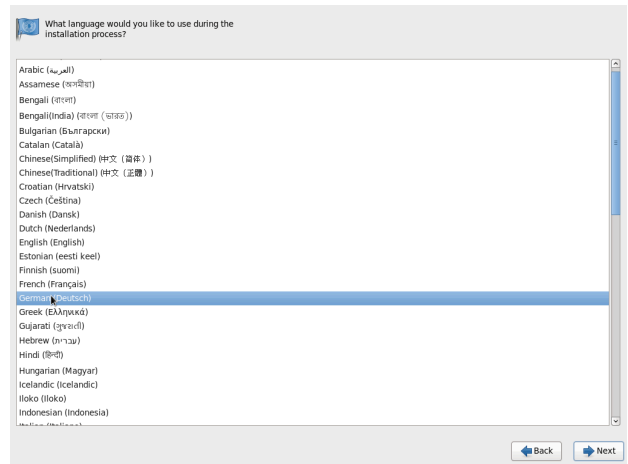 What language would you like to use during the
installation process?
Arabic (العربية)
Assamese (অসমীয়া)
Bengali (বাংলা)
Bengali(India) (বাংলা (ভারত))
Bulgarian (Български)
Catalan (Català)
Chinese(Simplified) (中文（简体）)
Chinese(Traditional) (中文（正體）)
Croatian (Hrvatski)
Czech (Čeština)
Danish (Dansk)
Dutch (Nederlands)
English (English)
Estonian (eesti keel)
Finnish (suomi)
French (Français)
German (Deutsch)
Greek (Ελληνικά)
Gujarati (ગુજરાતી)
Hebrew (עברית)
Hindi (हिन्दी)
Hungarian (Magyar)
Icelandic (Icelandic)
Iloko (Iloko)
Indonesian (Indonesia)
Italian (Italiano)
Back
Next